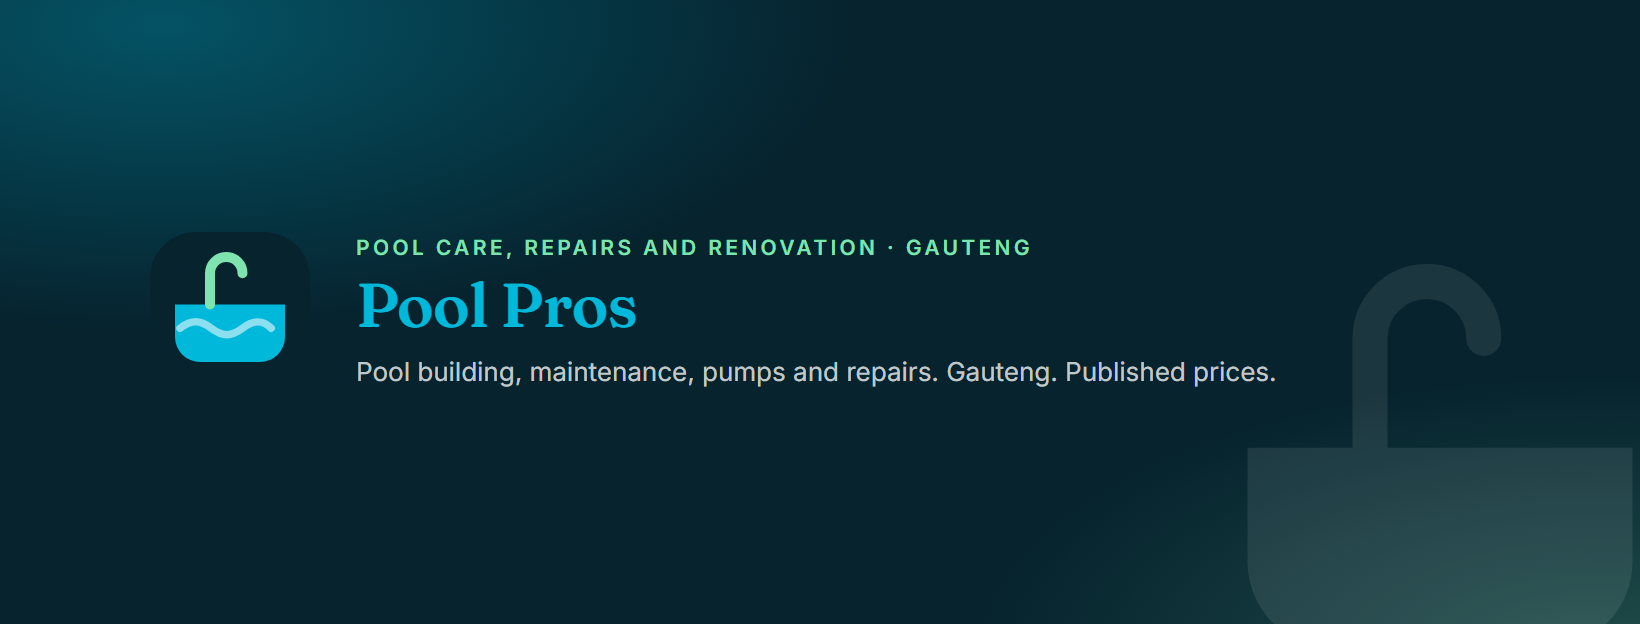 POOL CARE, REPAIRS AND RENOVATION · GAUTENG
Pool Pros
Pool building, maintenance, pumps and repairs. Gauteng. Published prices.